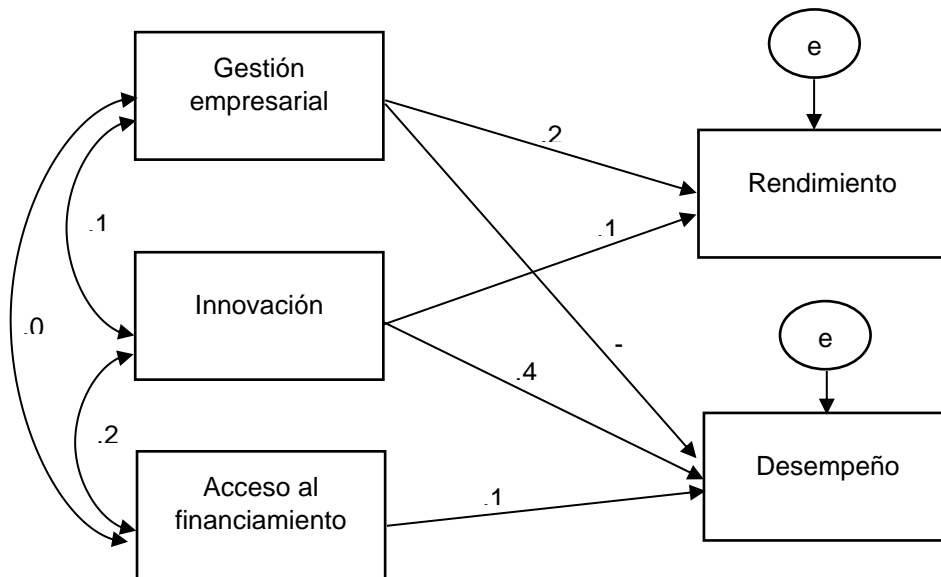 e
Gestión
empresarial
.2
Rendimiento
.1
.1
Innovación
.0
e
-
.4
.2
Desempeño
Acceso al
financiamiento
.1